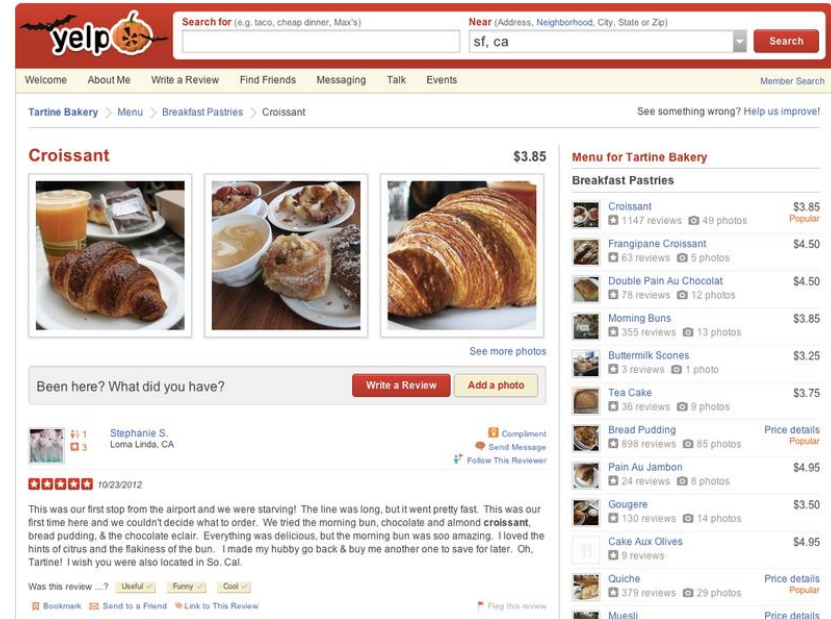 yelp
Search for (e.g. taco, cheap dinner, Max's)
Near (Address, Neighborhood, City, State or Zip)
sf, ca
Search
Welcome About Me Write a Review Find Friends Messaging Talk Events
Member Search
Tartine Bakery Menu Breakfast Pastries Croissant
See something wrong? Help us improve!
Croissant $3.85
See more photos
Been here? What did you have?
Write a Review
Add a photo
1
3
Stephanie S.
Loma Linda, CA
Compliment
Send Message
Follow This Reviewer
10/23/2012
This was our first stop from the airport and we were starving! The line was long, but it went pretty fast. This was our
first time here and we couldn't decide what to order. We tried the morning bun, chocolate and almond croissant,
bread pudding, & the chocolate eclair. Everything was delicious, but the morning bun was soo amazing. I loved the
hints of citrus and the flakiness of the bun. I made my hubby go back & buy me another one to save for later. Oh,
Tartine! I wish you were also located in So. Cal.
Was this review ...? Useful Funny Cool
Bookmark Send to a Friend Link to This Review
Flag this review
Menu for Tartine Bakery
Breakfast Pastries
Croissant $3.85
1147 reviews 49 photos Popular
Frangipane Croissant $4.50
63 reviews 5 photos
Double Pain Au Chocolat $4.50
78 reviews 12 photos
Morning Buns $3.85
355 reviews 13 photos
Buttermilk Scones $3.25
3 reviews 1 photo
Tea Cake $3.75
36 reviews 9 photos
Bread Pudding Price details
898 reviews 85 photos Popular
Pain Au Jambon $4.95
24 reviews 8 photos
Gougere $3.50
130 reviews 14 photos
Cake Aux Olives $4.95
9 reviews
Quiche Price details
379 reviews 29 photos Popular
Muesli Price details